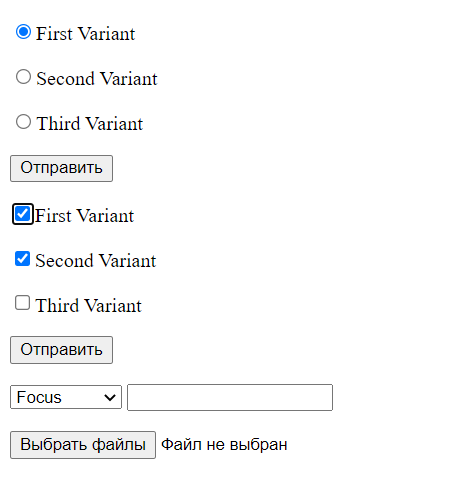 First Variant
Second Variant
Third Variant
Отправить
First Variant
Second Variant
Third Variant
Отправить
Focus
Выбрать файлы Файл не выбран